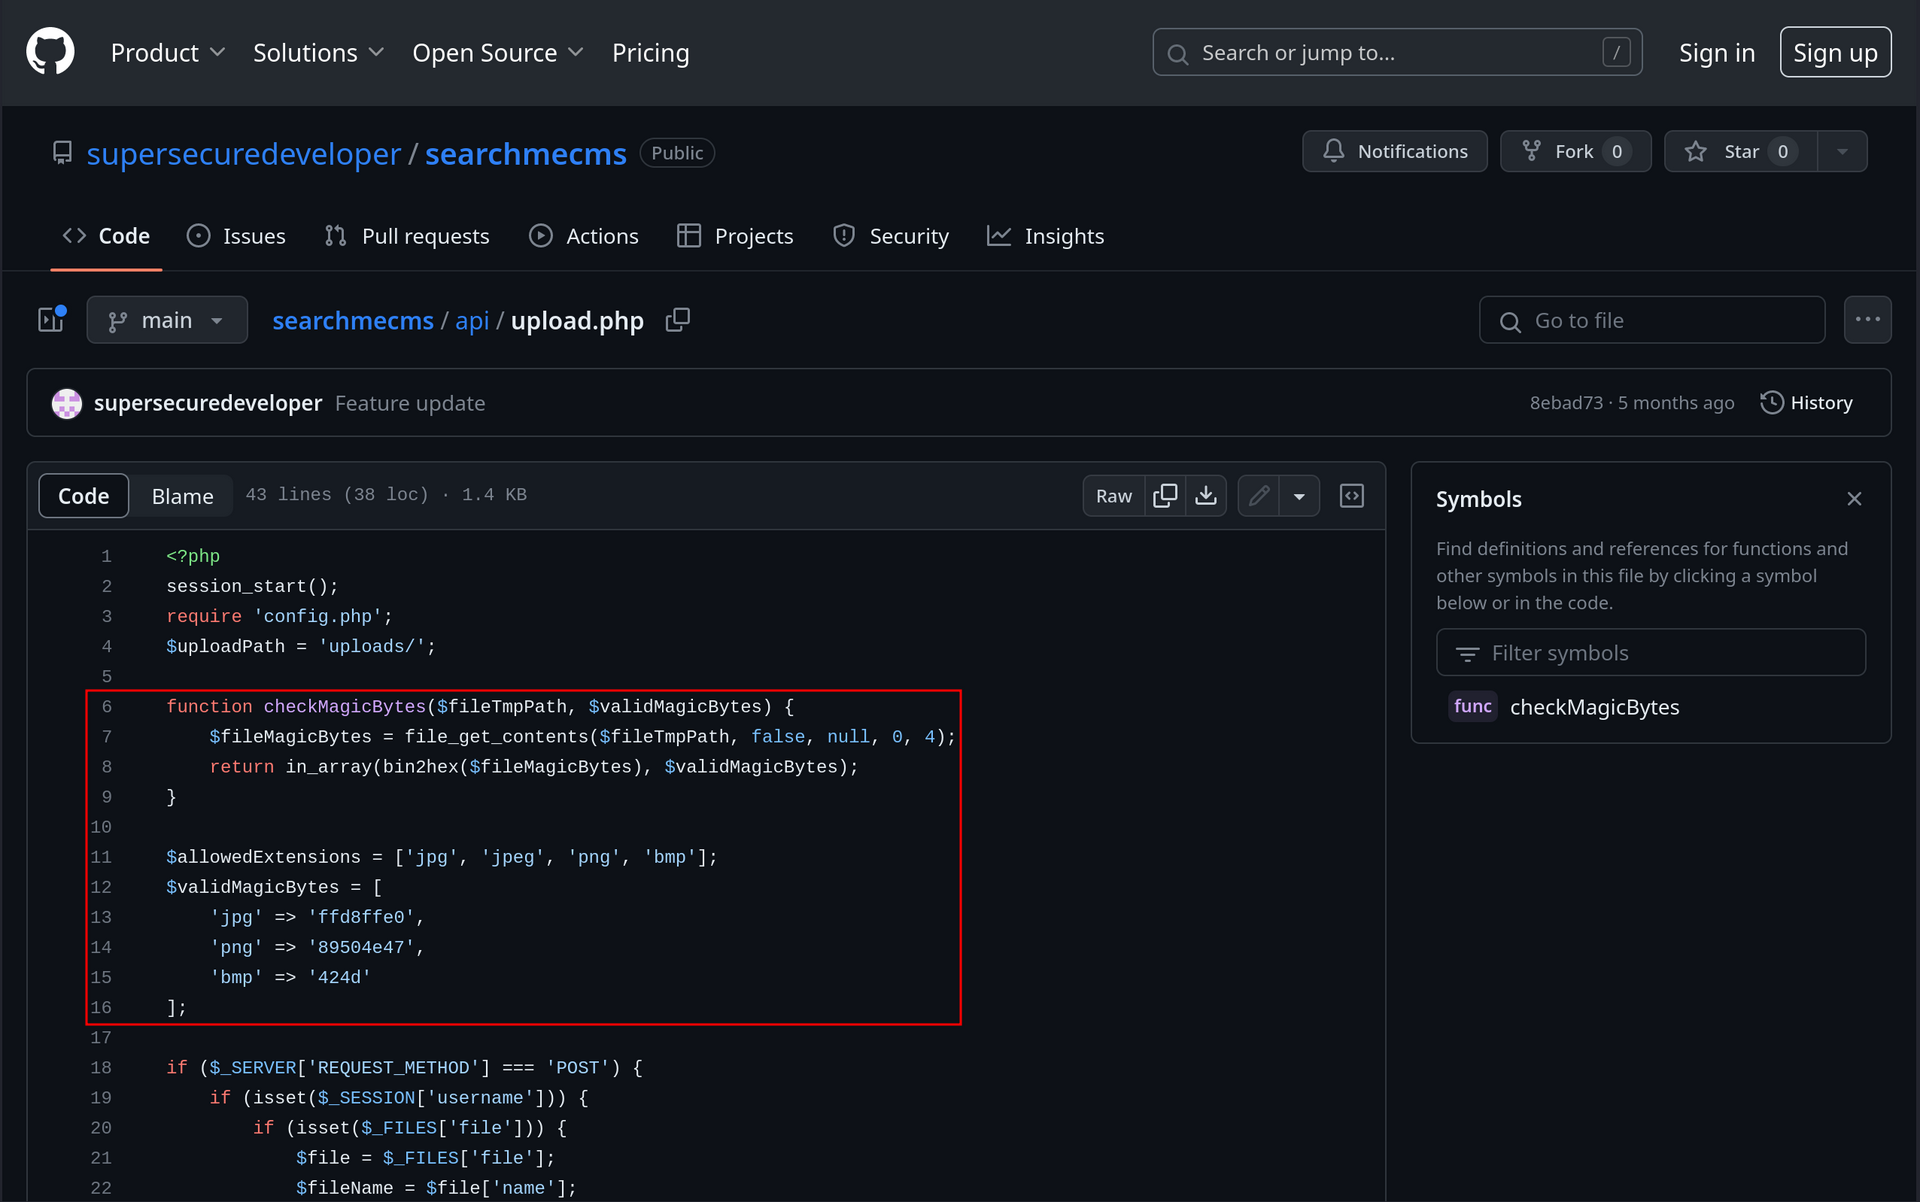 Product Solutions Open Source Pricing Search or jump to... / Sign in Sign up
supersecuredeveloper / searchmecms Public Notifications Fork 0 Star 0
Code Issues Pull requests Actions Projects Security Insights
main searchmecms / api / upload.php Go to file
supersecuredeveloper Feature update 8ebad73 · 5 months ago History
Code Blame 43 lines (38 loc) · 1.4 KB Raw
1 <?php
2 session_start();
3 require 'config.php';
4 $uploadPath = 'uploads/';
5
6 function checkMagicBytes($fileTmpPath, $validMagicBytes) {
7     $fileMagicBytes = file_get_contents($fileTmpPath, false, null, 0, 4);
8     return in_array(bin2hex($fileMagicBytes), $validMagicBytes);
9 }
10
11 $allowedExtensions = ['jpg', 'jpeg', 'png', 'bmp'];
12 $validMagicBytes = [
13     'jpg' => 'ffd8ffe0',
14     'png' => '89504e47',
15     'bmp' => '424d'
16 ];
17
18 if ($_SERVER['REQUEST_METHOD'] === 'POST') {
19     if (isset($_SESSION['username'])) {
20         if (isset($_FILES['file'])) {
21             $file = $_FILES['file'];
22             $fileName = $file['name'];
Symbols
Find definitions and references for functions and
other symbols in this file by clicking a symbol
below or in the code.
Filter symbols
func checkMagicBytes